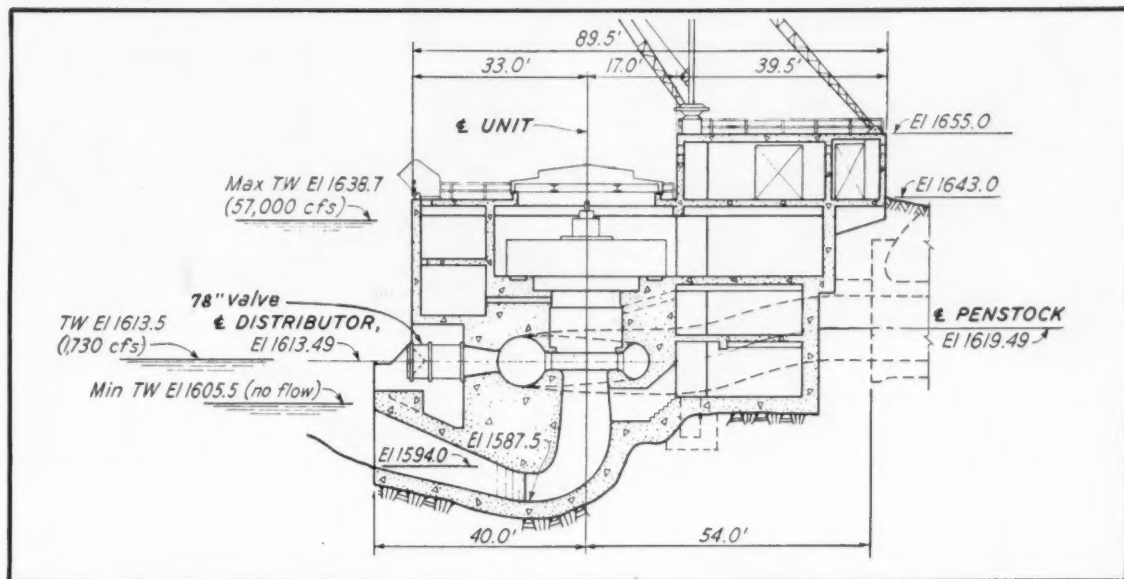 89.5'
33.0'
17.0'
39.5'
℄ UNIT
El 1655.0
Max TW El 1638.7
(57,000 cfs)
El 1643.0
78" valve
℄ DISTRIBUTOR,
El 1613.49
TW El 1613.5
(1,730 cfs)
℄ PENSTOCK
El 1619.49
Min TW El 1605.5 (no flow)
El 1587.5
El 1594.0
40.0'
54.0'